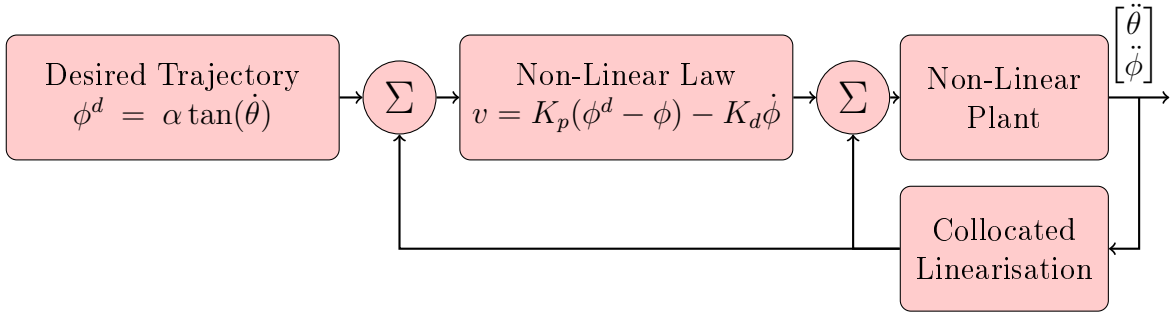 Desired Trajectory
ϕ^d = α tan(θ̇)
Σ
Non-Linear Law
v = K_p(ϕ^d − ϕ) − K_d ϕ̇
Σ
Non-Linear
Plant
[θ̈
ϕ̈]
Collocated
Linearisation